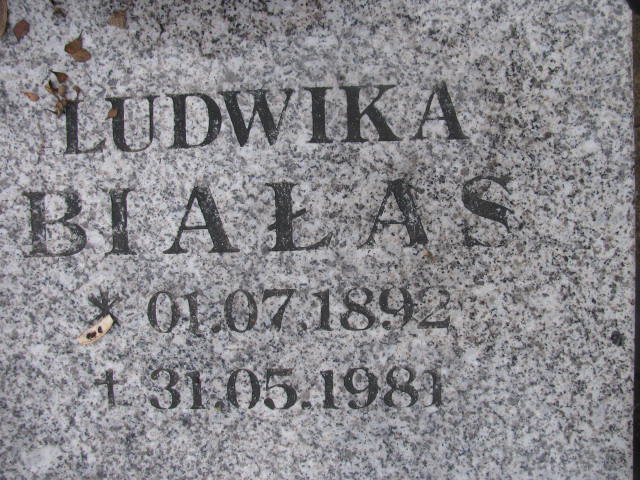 LUDWIKA
BIAŁAS
* 01.07.1892
† 31.05.1981